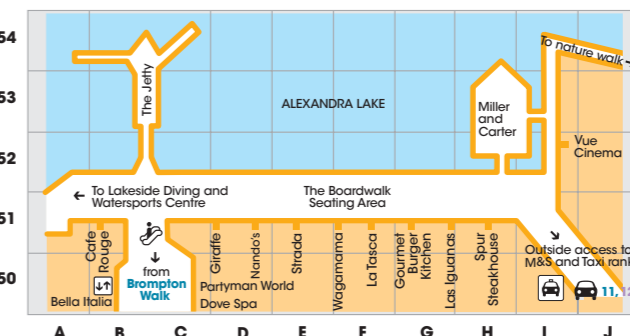 54
To nature walk
53
The Jetty
ALEXANDRA LAKE
Miller
and
Carter
52
Vue
Cinema
← To Lakeside Diving and
Watersports Centre
The Boardwalk
Seating Area
51
Cafe
Rouge
Giraffe
Nando's
Strada
Wagamama
La Tasca
Gourmet
Burger
Kitchen
Las Iguanas
Spur
Steakhouse
Outside access to
M&S and Taxi rank
50
from
Brompton
Walk
Partyman World
Dove Spa
Bella Italia
11,
A B C D E F G H I J